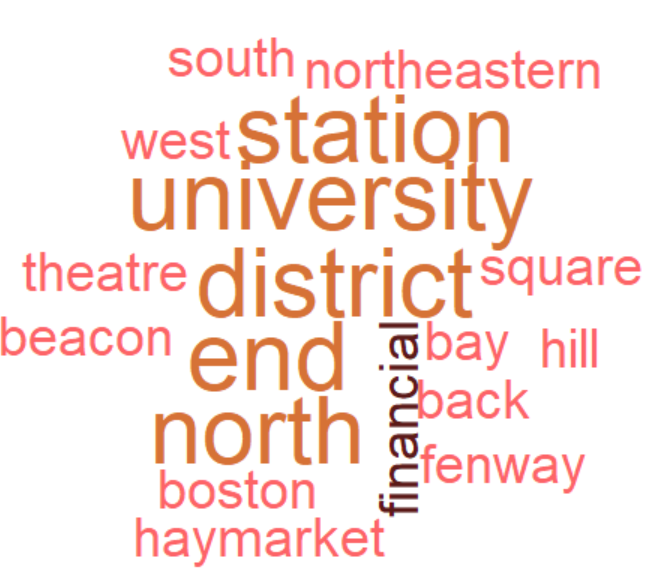 south northeastern
west station
university
theatre district square
beacon end financial bay hill
back
north fenway
boston
haymarket